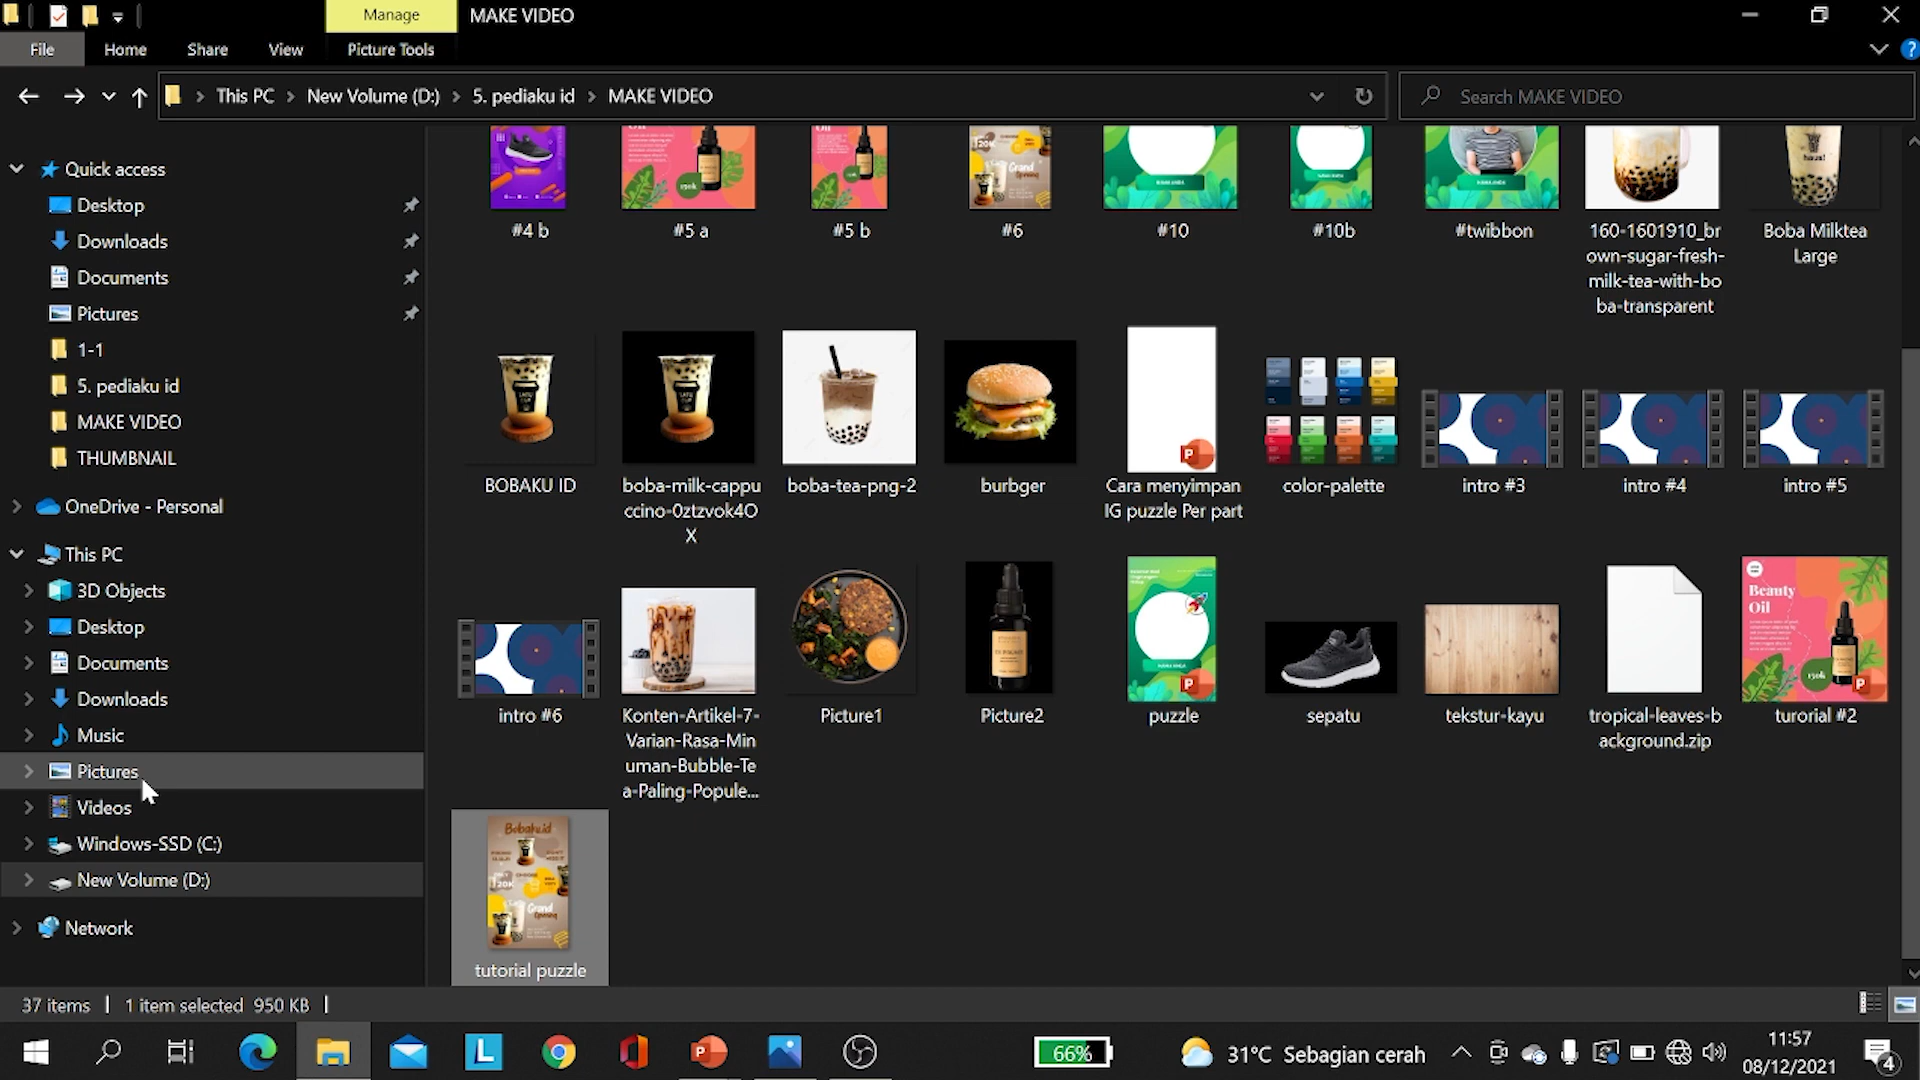 Manage
MAKE VIDEO
File
Home
Share
View
Picture Tools
This PC
New Volume (D:)
5. pediaku id
MAKE VIDEO
Search MAKE VIDEO
Quick access
Desktop
Downloads
Documents
Pictures
1-1
5. pediaku id
MAKE VIDEO
THUMBNAIL
OneDrive - Personal
This PC
3D Objects
Desktop
Documents
Downloads
Music
Pictures
Videos
Windows-SSD (C:)
New Volume (D:)
Network
#4 b
#5 a
#5 b
#6
#10
#10b
#twibbon
160-1601910_br
own-sugar-fresh-
milk-tea-with-bo
ba-transparent
Boba Milktea
Large
BOBAKU ID
boba-milk-cappu
ccino-0ztzvok4O
X
boba-tea-png-2
burbger
Cara menyimpan
IG puzzle Per part
color-palette
intro #3
intro #4
intro #5
intro #6
Konten-Artikel-7-
Varian-Rasa-Min
uman-Bubble-Te
a-Paling-Popule...
Picture1
Picture2
puzzle
sepatu
tekstur-kayu
tropical-leaves-b
ackground.zip
Beauty
Oil
150k
turorial #2
Bobaku.id
20K
Grand
Opening
tutorial puzzle
37 items
1 item selected 950 KB
66%
31°C Sebagian cerah
11:57
08/12/2021
4